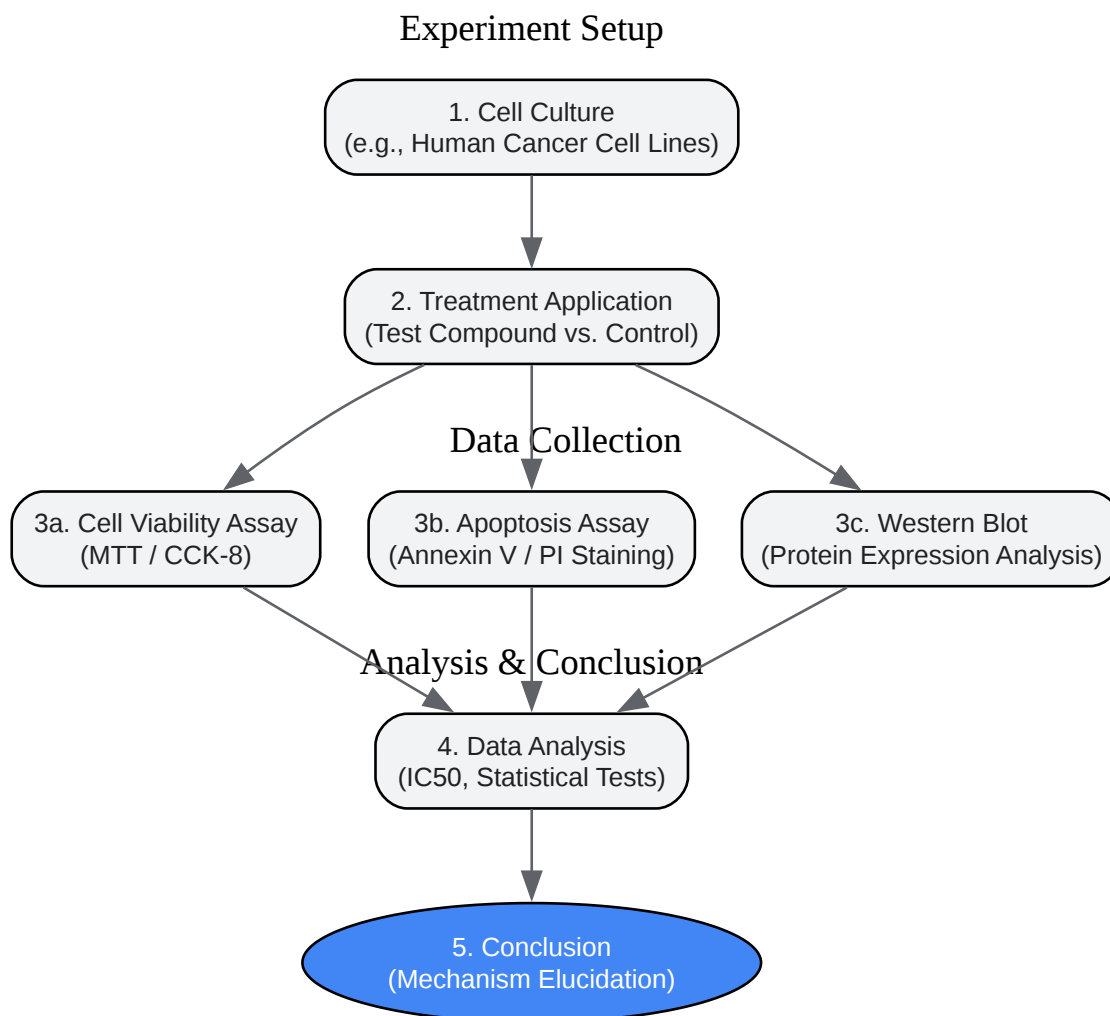 Experiment Setup
1. Cell Culture
(e.g., Human Cancer Cell Lines)
2. Treatment Application
(Test Compound vs. Control)
Data Collection
3a. Cell Viability Assay
(MTT / CCK-8)
3b. Apoptosis Assay
(Annexin V / PI Staining)
3c. Western Blot
(Protein Expression Analysis)
Analysis & Conclusion
4. Data Analysis
(IC50, Statistical Tests)
5. Conclusion
(Mechanism Elucidation)